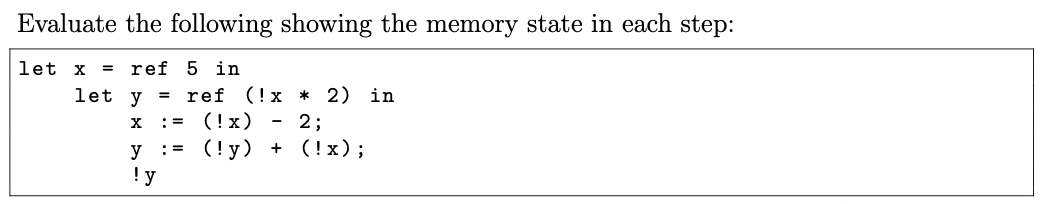 Evaluate the following showing the memory state in each step:
let x = ref 5 in
    let y = ref (!x * 2) in
        x := (!x) - 2;
        y := (!y) + (!x);
        !y